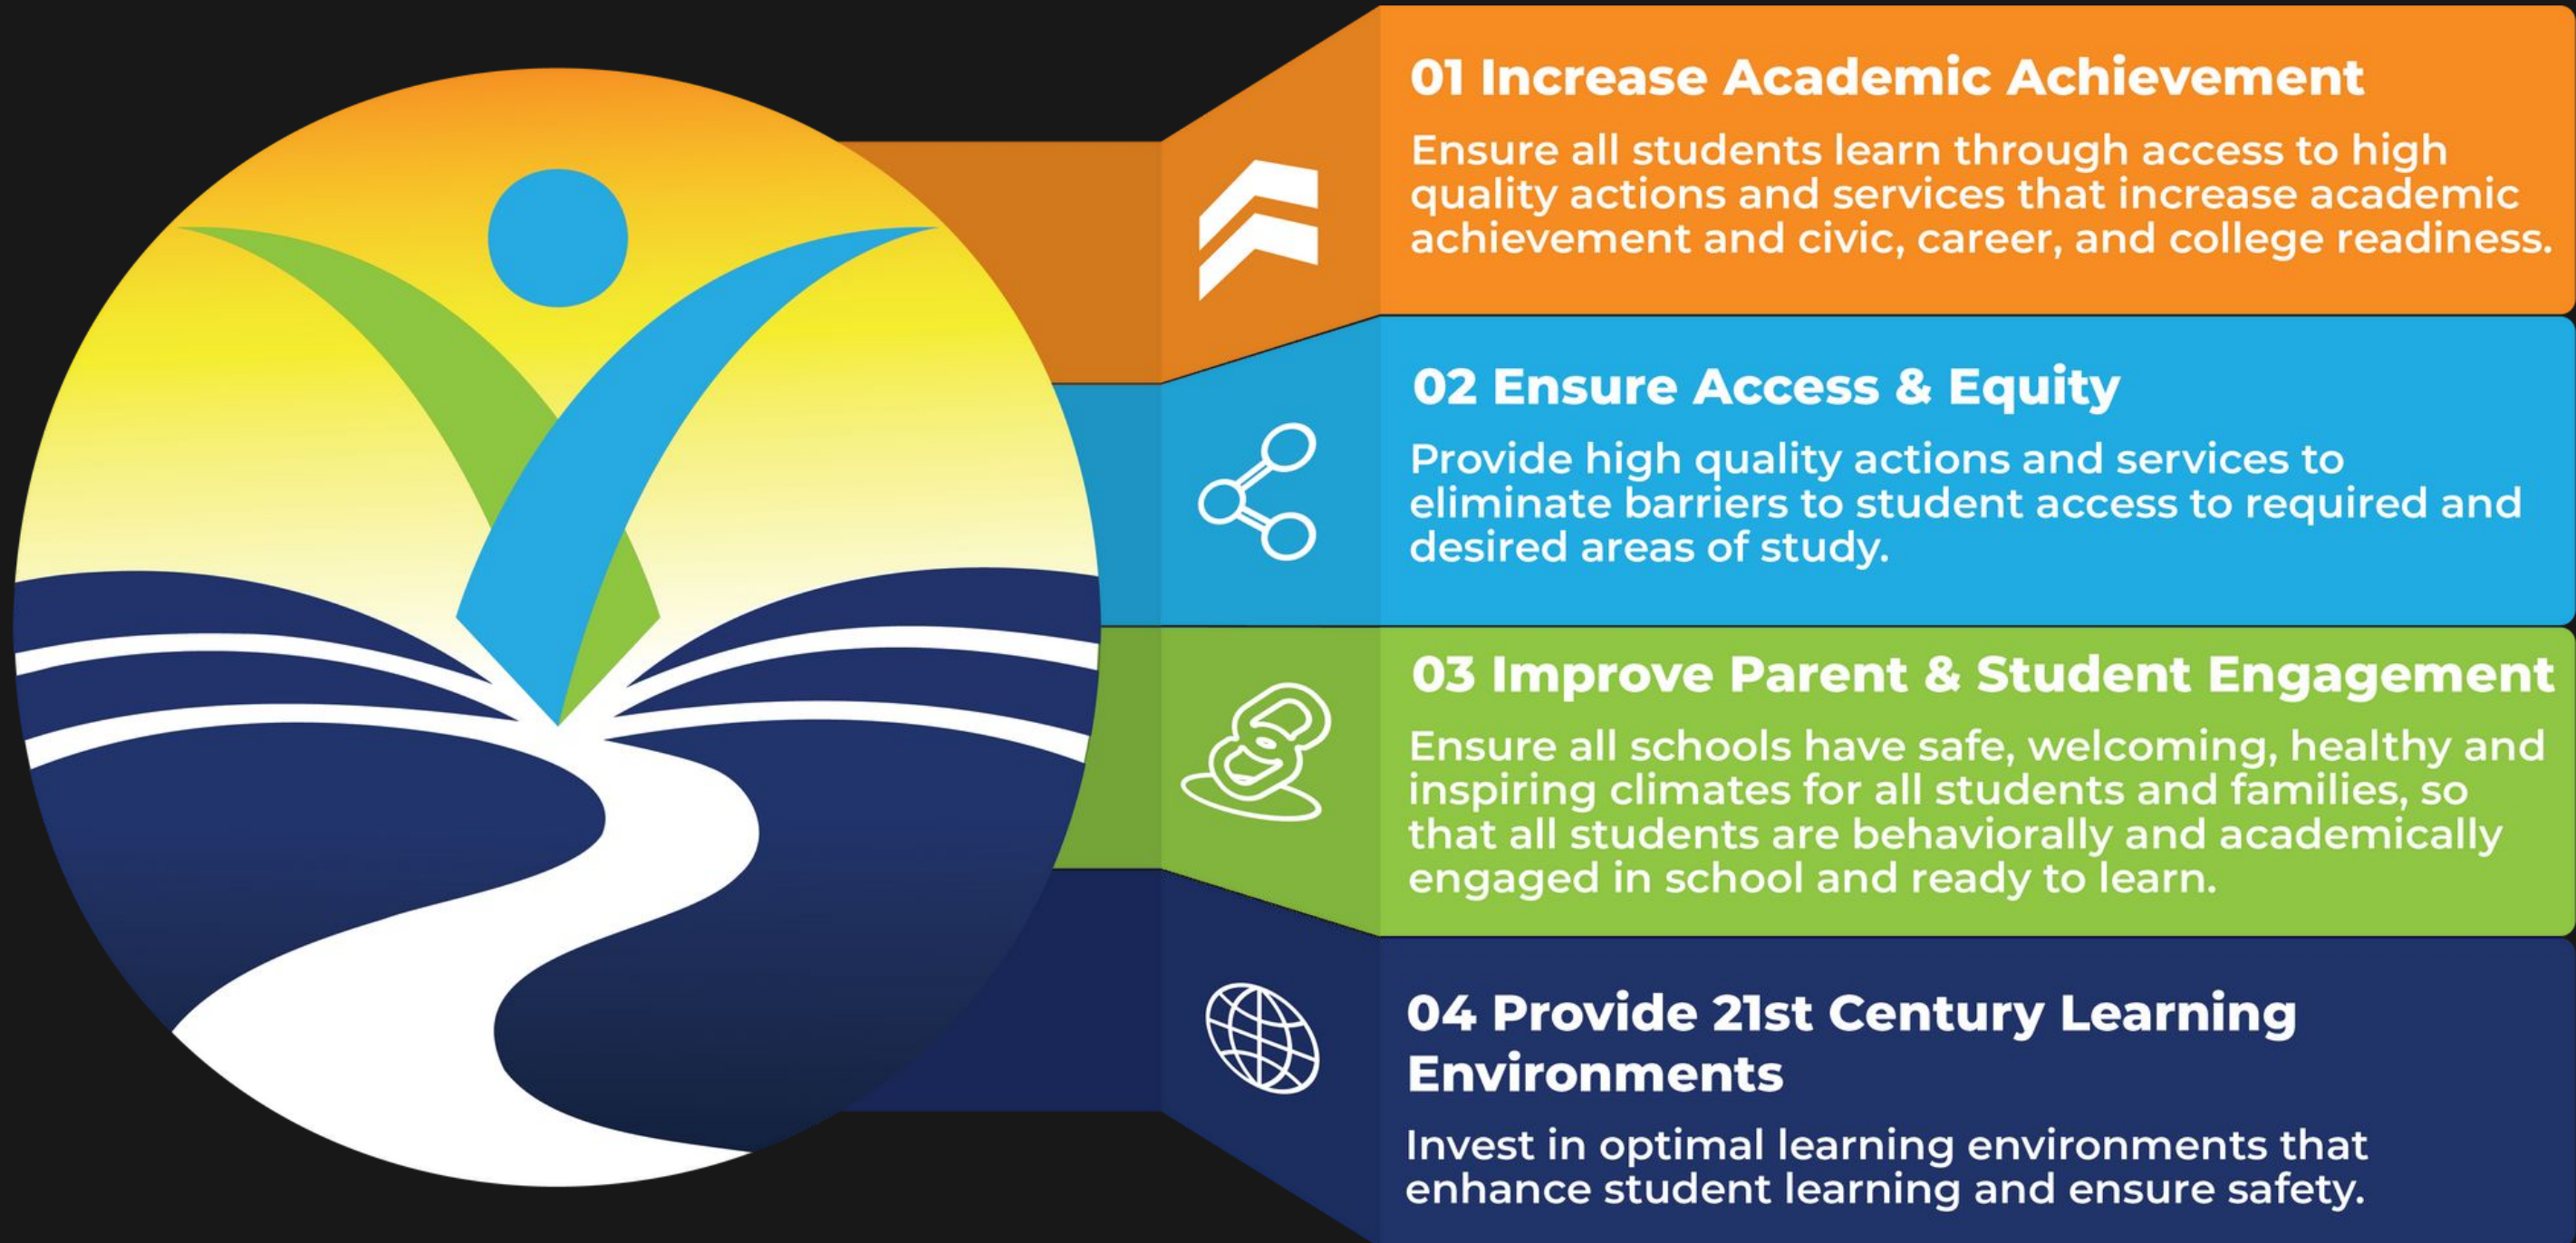 01 Increase Academic Achievement
Ensure all students learn through access to high
quality actions and services that increase academic
achievement and civic, career, and college readiness.
02 Ensure Access & Equity
Provide high quality actions and services to
eliminate barriers to student access to required and
desired areas of study.
03 Improve Parent & Student Engagement
Ensure all schools have safe, welcoming, healthy and
inspiring climates for all students and families, so
that all students are behaviorally and academically
engaged in school and ready to learn.
04 Provide 21st Century Learning
Environments
Invest in optimal learning environments that
enhance student learning and ensure safety.